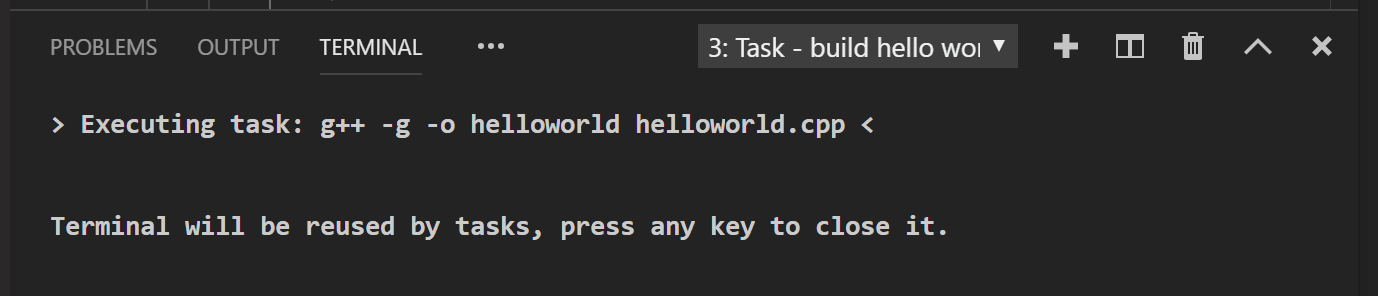 PROBLEMS OUTPUT TERMINAL ••• 3: Task - build hello wor
> Executing task: g++ -g -o helloworld helloworld.cpp <
Terminal will be reused by tasks, press any key to close it.